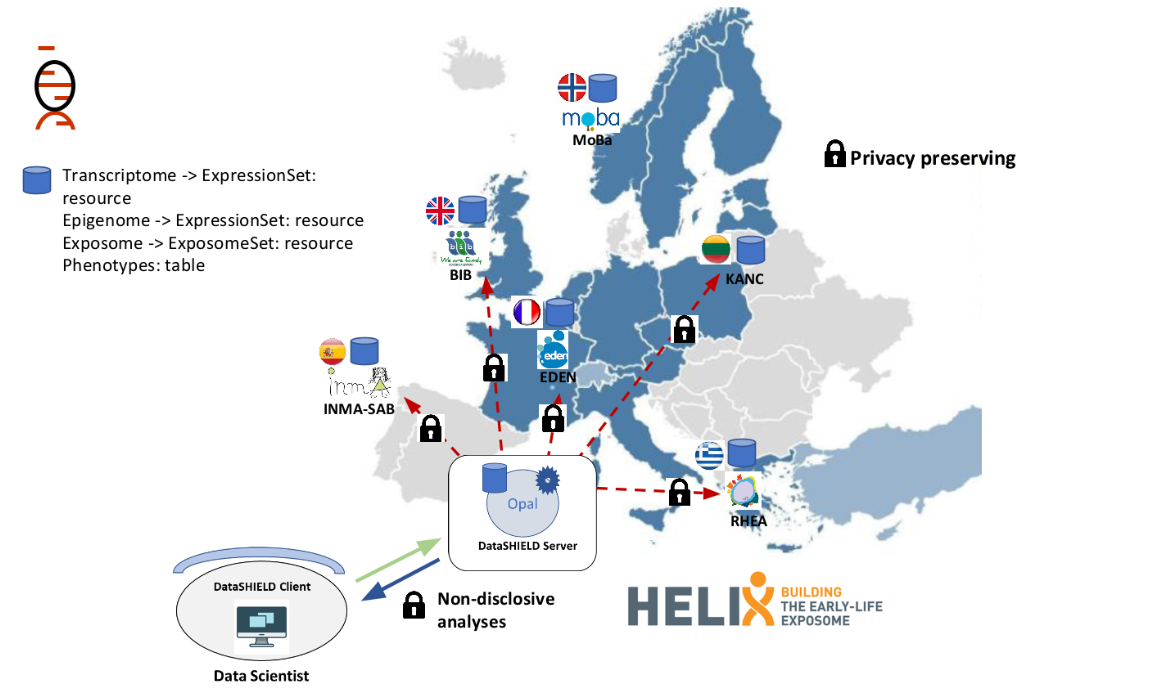 moba
MoBa
Privacy preserving
Transcriptome -> ExpressionSet:
resource
Epigenome -> ExpressionSet: resource
Exposome -> ExposomeSet: resource
Phenotypes: table
bib
We are family
BIB
KANC
eden
EDEN
inma
INMA-SAB
RHEA
Opal
DataSHIELD Server
DataSHIELD Client
Non-disclosive
analyses
Data Scientist
HELIX
BUILDING
THE EARLY-LIFE
EXPOSOME